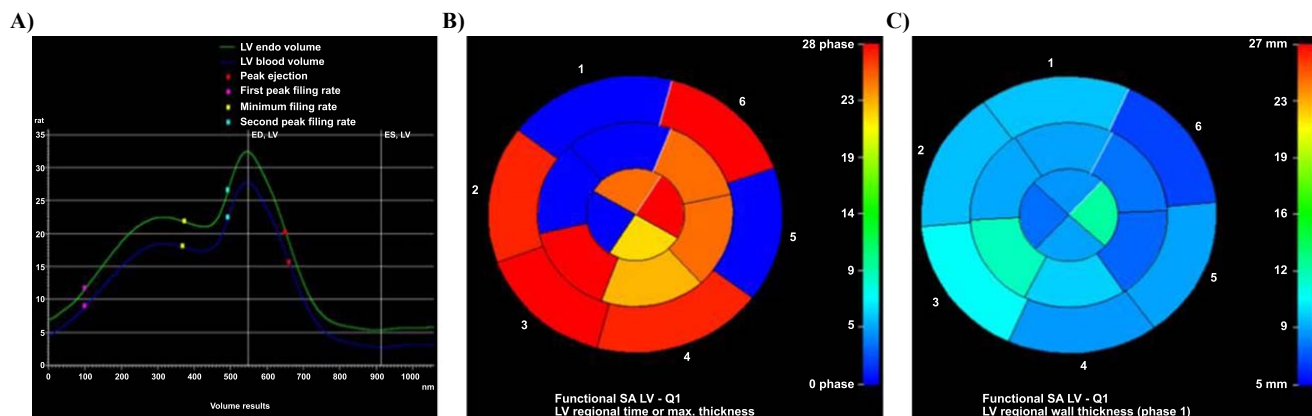 A)
LV endo volume
LV blood volume
Peak ejection
First peak filing rate
Minimum filing rate
Second peak filing rate
rat
ED, LV
ES, LV
35
30
25
20
15
10
5
0
0 100 200 300 400 500 600 700 800 900 1000
nm
Volume results
B)
28 phase
23
19
14
9
5
0 phase
1
6
2
5
3
4
Functional SA LV - Q1
LV regional time or max. thickness
C)
27 mm
23
19
12
16
9
5 mm
1
6
2
5
3
4
Functional SA LV - Q1
LV regional wall thickness (phase 1)